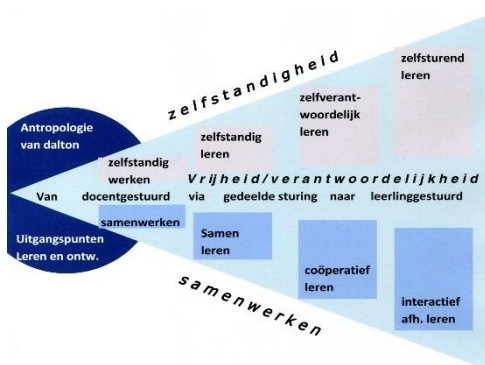 zelfstandigheid
zelfsturend
leren
zelfverant-
woordelijk
leren
Antropologie
van dalton
zelfstandig
leren
zelfstandig
werken
Vrijheid/verantwoordelijkheid
Van docentgestuurd via gedeelde sturing naar leerlinggestuurd
samenwerken
Samen
leren
Uitgangspunten
Leren en ontw.
coöperatief
leren
interactief
afh. leren
samenwerken